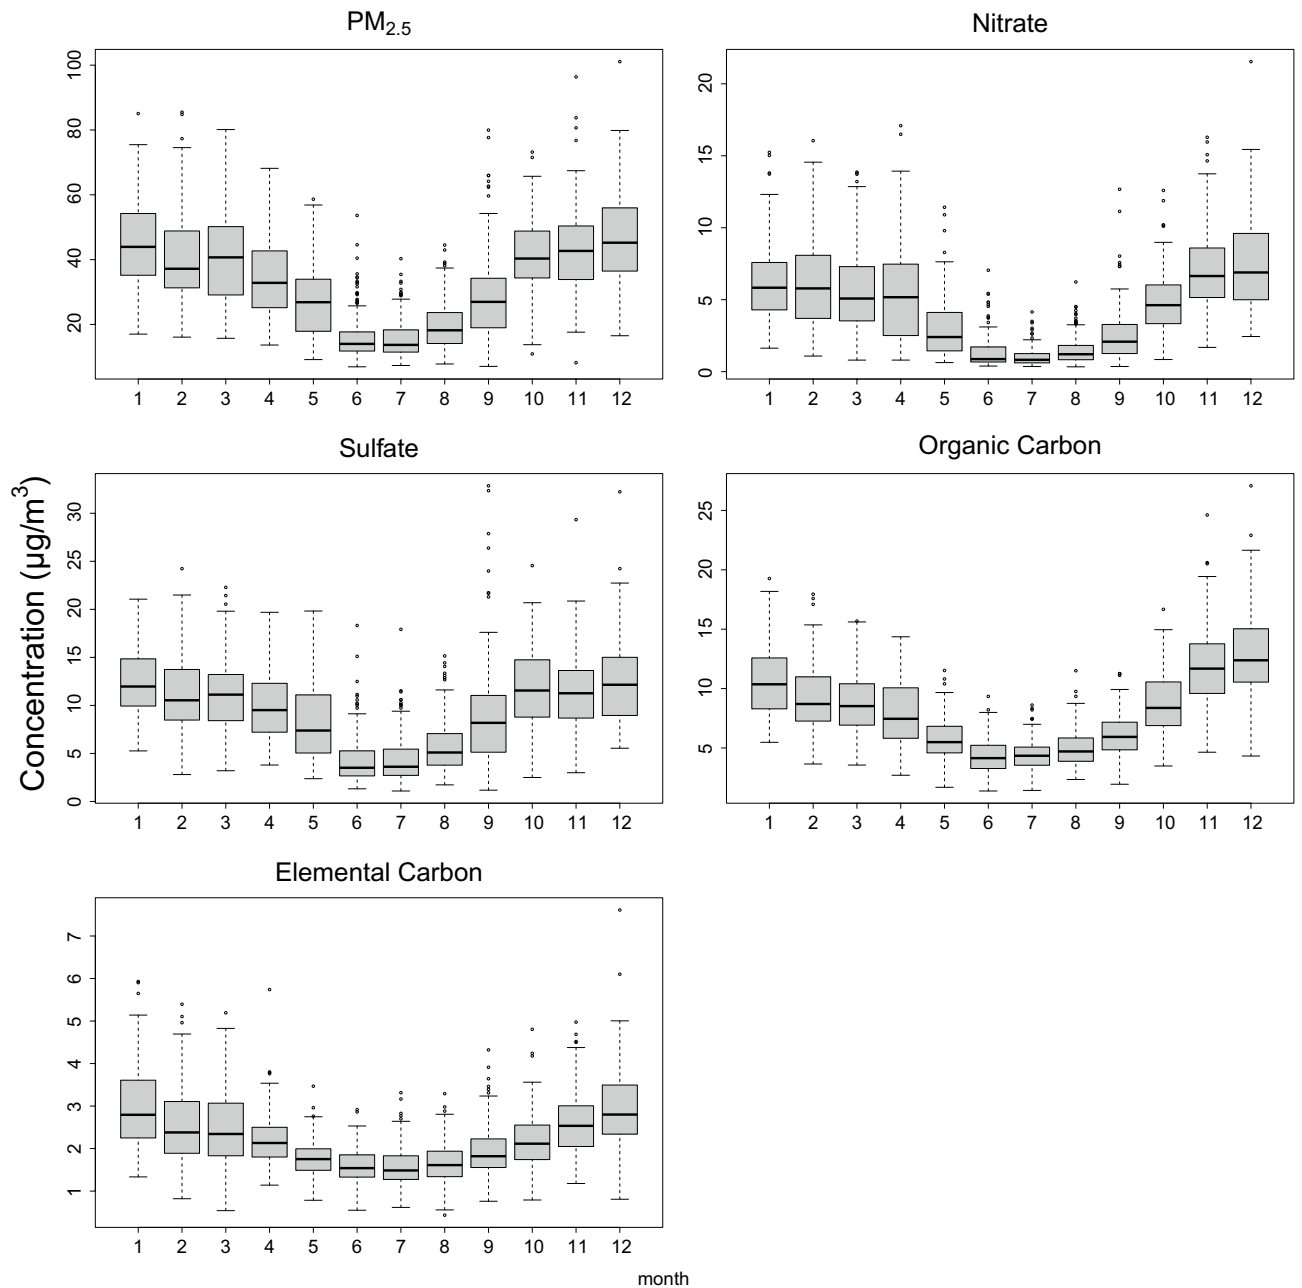 PM2.5
Nitrate
100
80
60
40
20
1 2 3 4 5 6 7 8 9 10 11 12
20
15
10
5
0
1 2 3 4 5 6 7 8 9 10 11 12
Concentration (µg/m³)
Sulfate
Organic Carbon
30
25
20
15
10
5
0
1 2 3 4 5 6 7 8 9 10 11 12
25
20
15
10
5
1 2 3 4 5 6 7 8 9 10 11 12
Elemental Carbon
7
6
5
4
3
2
1
1 2 3 4 5 6 7 8 9 10 11 12
month